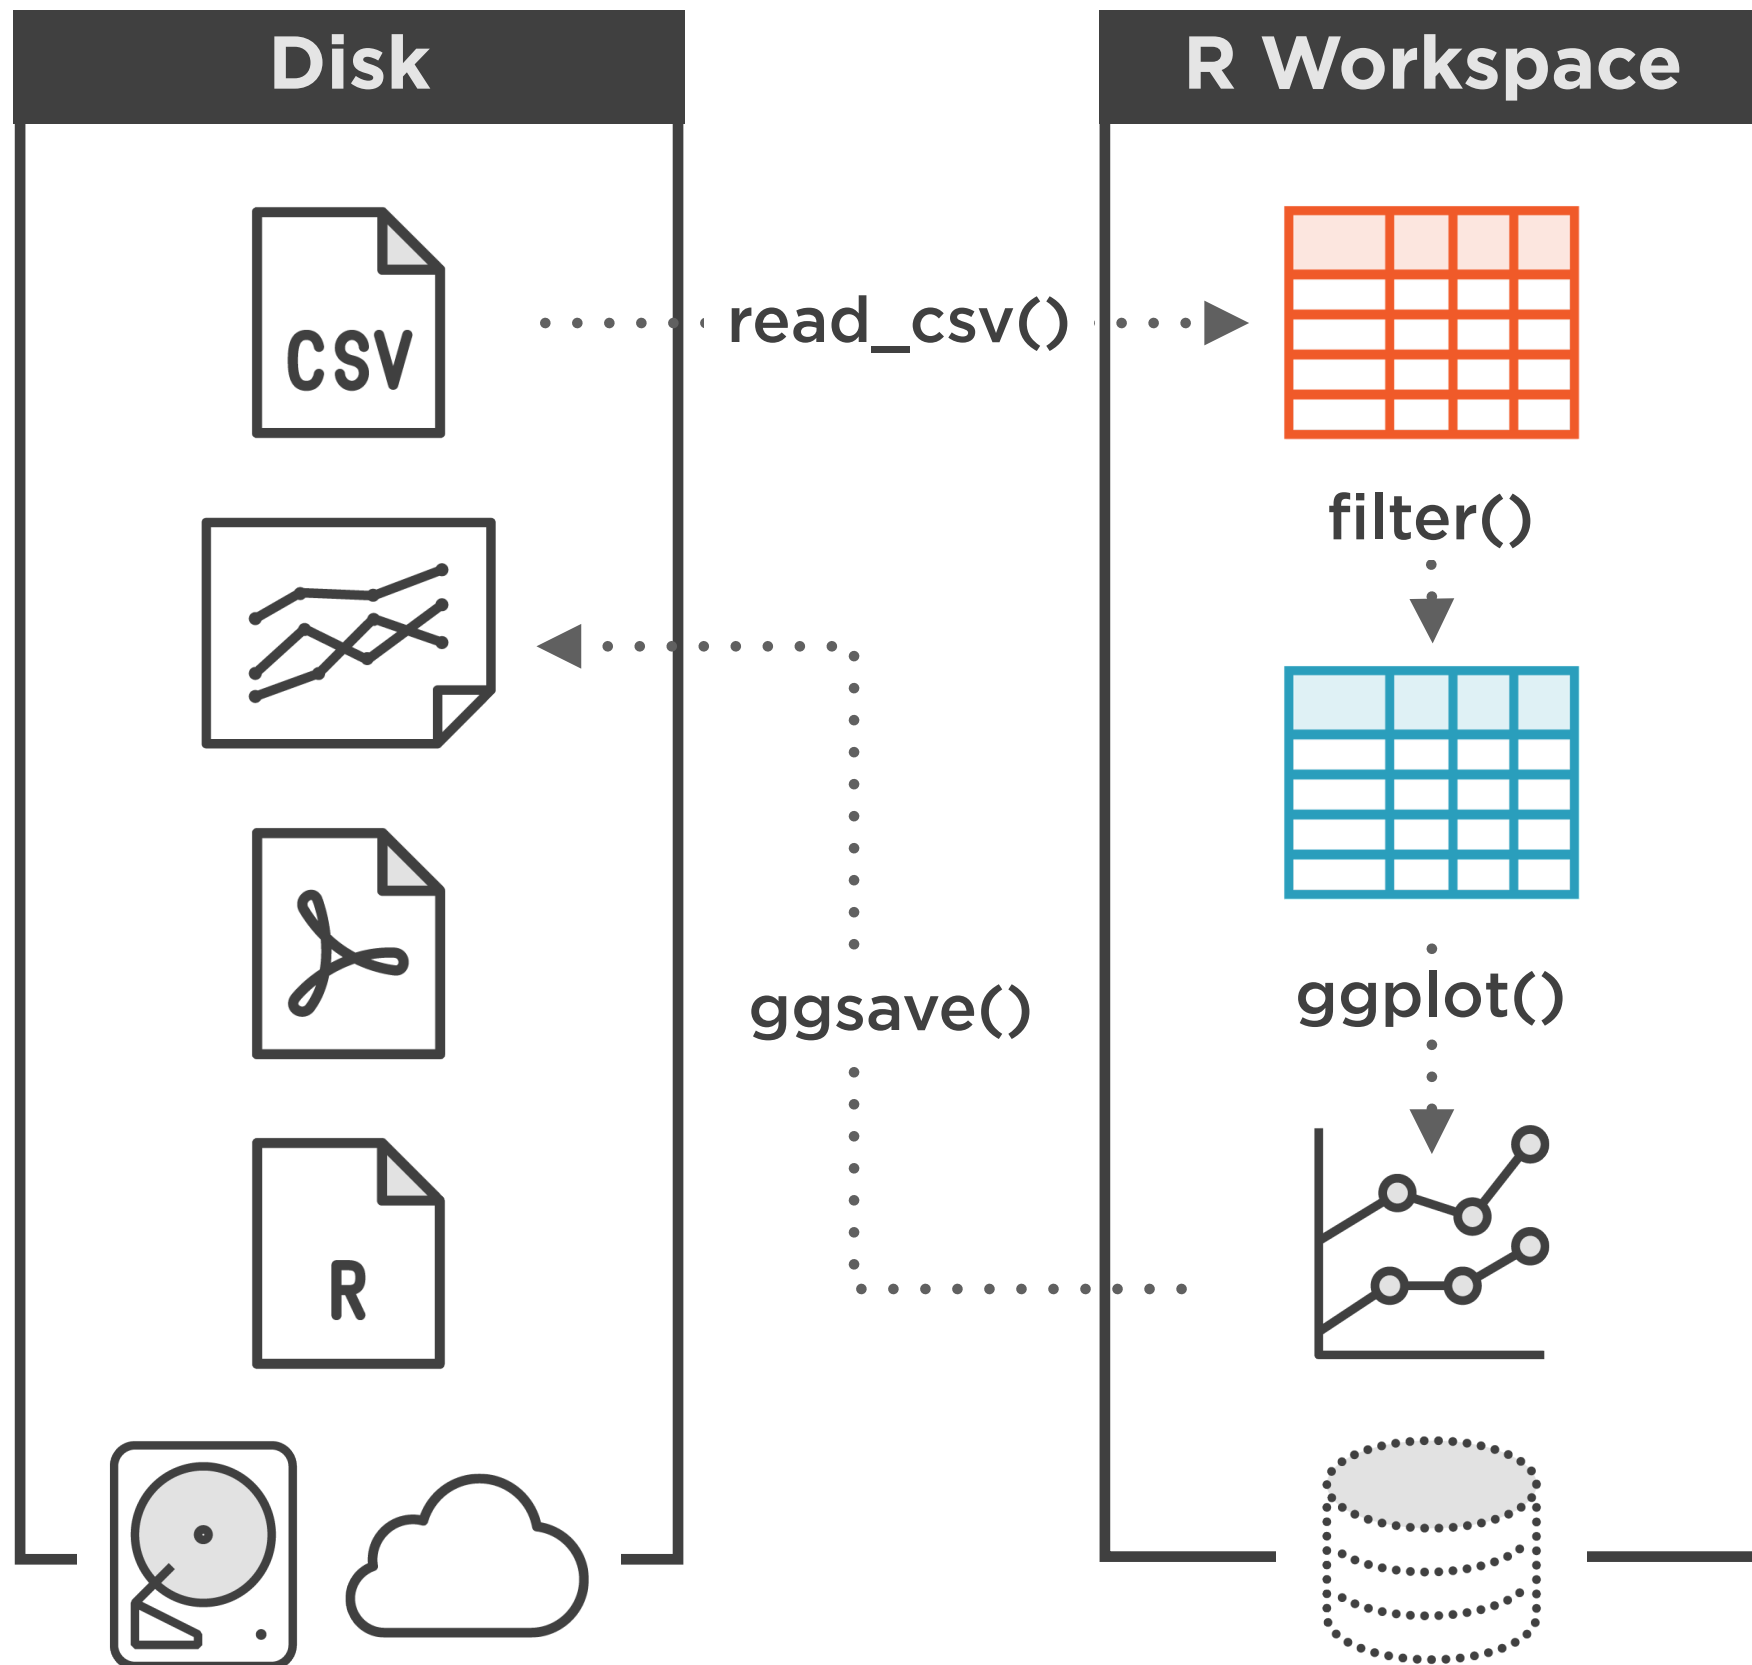 Disk
R Workspace
CSV
read_csv()
filter()
ggsave()
ggplot()
R